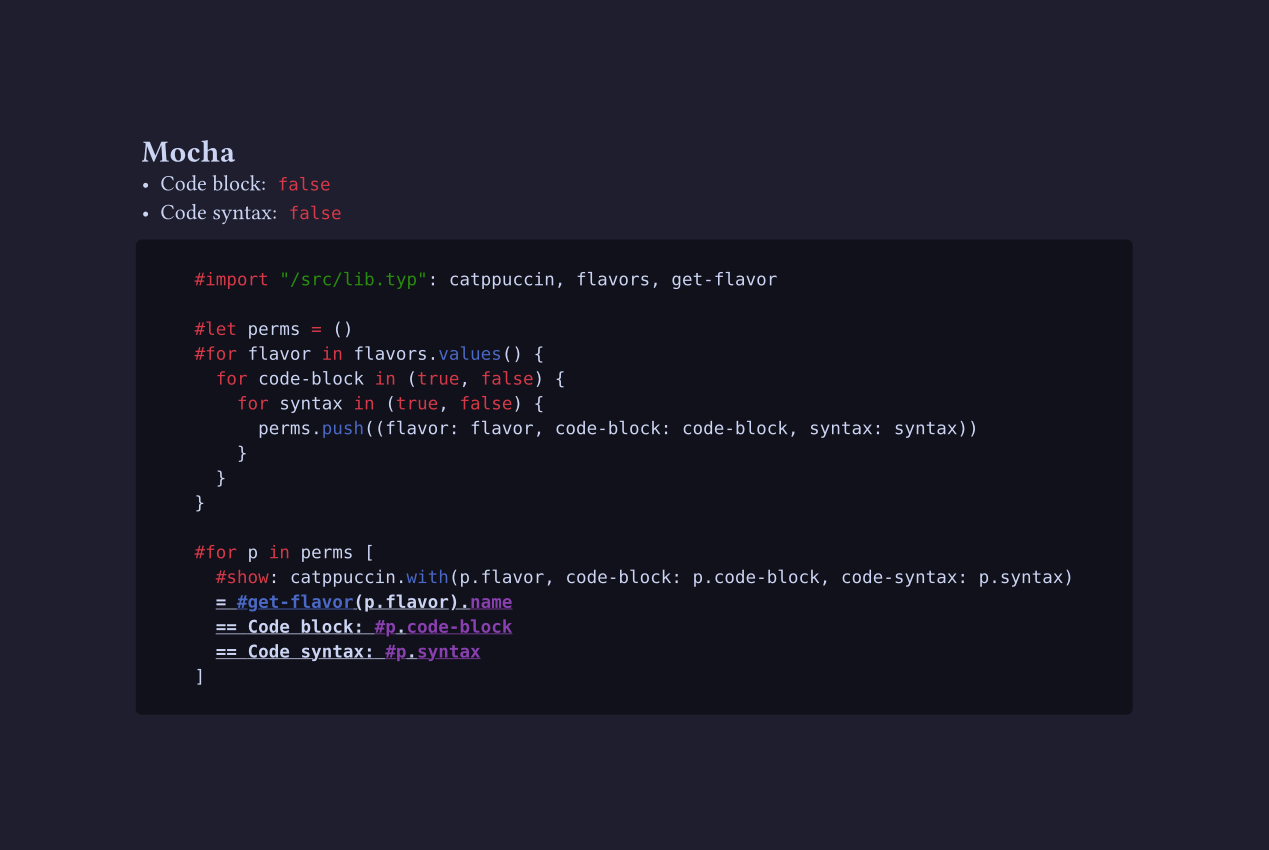 Mocha
• Code block: false
• Code syntax: false
#import "/src/lib.typ": catppuccin, flavors, get-flavor
#let perms = ()
#for flavor in flavors.values() {
  for code-block in (true, false) {
    for syntax in (true, false) {
      perms.push((flavor: flavor, code-block: code-block, syntax: syntax))
    }
  }
}
#for p in perms [
  #show: catppuccin.with(p.flavor, code-block: p.code-block, code-syntax: p.syntax)
  = #get-flavor(p.flavor).name
  == Code block: #p.code-block
  == Code syntax: #p.syntax
]